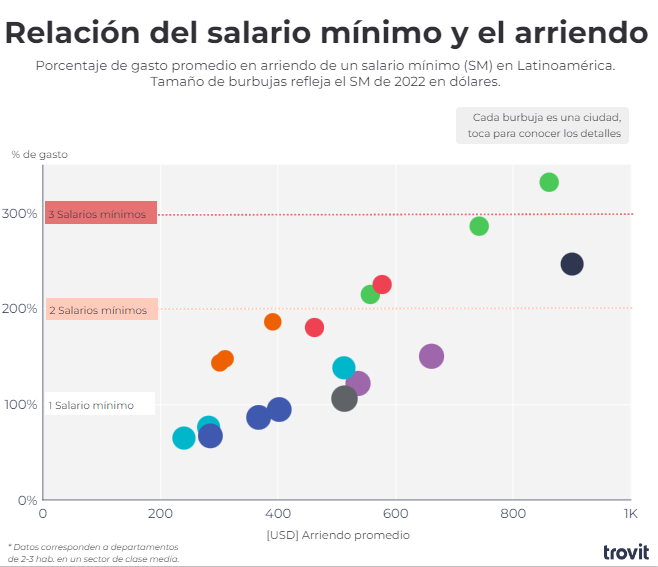 Relación del salario mínimo y el arriendo
Porcentaje de gasto promedio en arriendo de un salario mínimo (SM) en Latinoamérica.
Tamaño de burbujas refleja el SM de 2022 en dólares.
Cada burbuja es una ciudad,
toca para conocer los detalles
% de gasto
300%
3 Salarios mínimos
200%
2 Salarios mínimos
100%
1 Salario mínimo
0%
0
200
400
600
800
1K
[USD] Arriendo promedio
* Datos corresponden a departamentos
de 2-3 hab. en un sector de clase media.
trovit